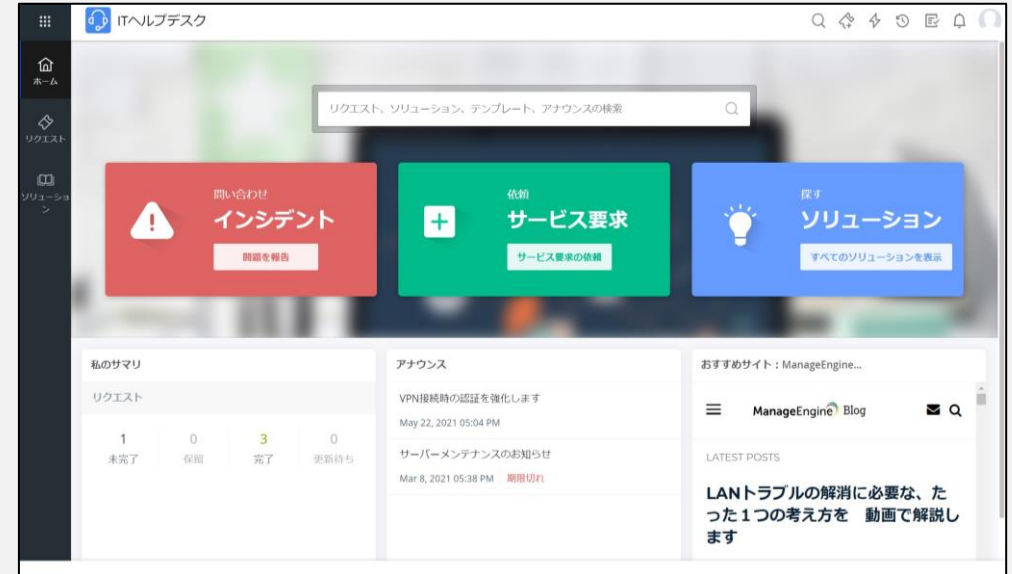 ITヘルプデスク
ホーム
リクエスト
ソリューショ
ン
リクエスト、ソリューション、テンプレート、アナウンスの検索
問い合わせ
インシデント
問題を報告
依頼
サービス要求
サービス要求の依頼
探す
ソリューション
すべてのソリューションを表示
私のサマリ
リクエスト
1
未完了
0
保留
3
完了
0
更新待ち
アナウンス
VPN接続時の認証を強化します
May 22, 2021 05:04 PM
サーバーメンテナンスのお知らせ
Mar 8, 2021 05:38 PM 期限切れ
おすすめサイト：ManageEngine...
ManageEngine Blog
LATEST POSTS
LANトラブルの解消に必要な、た
った１つの考え方を　動画で解説し
ます